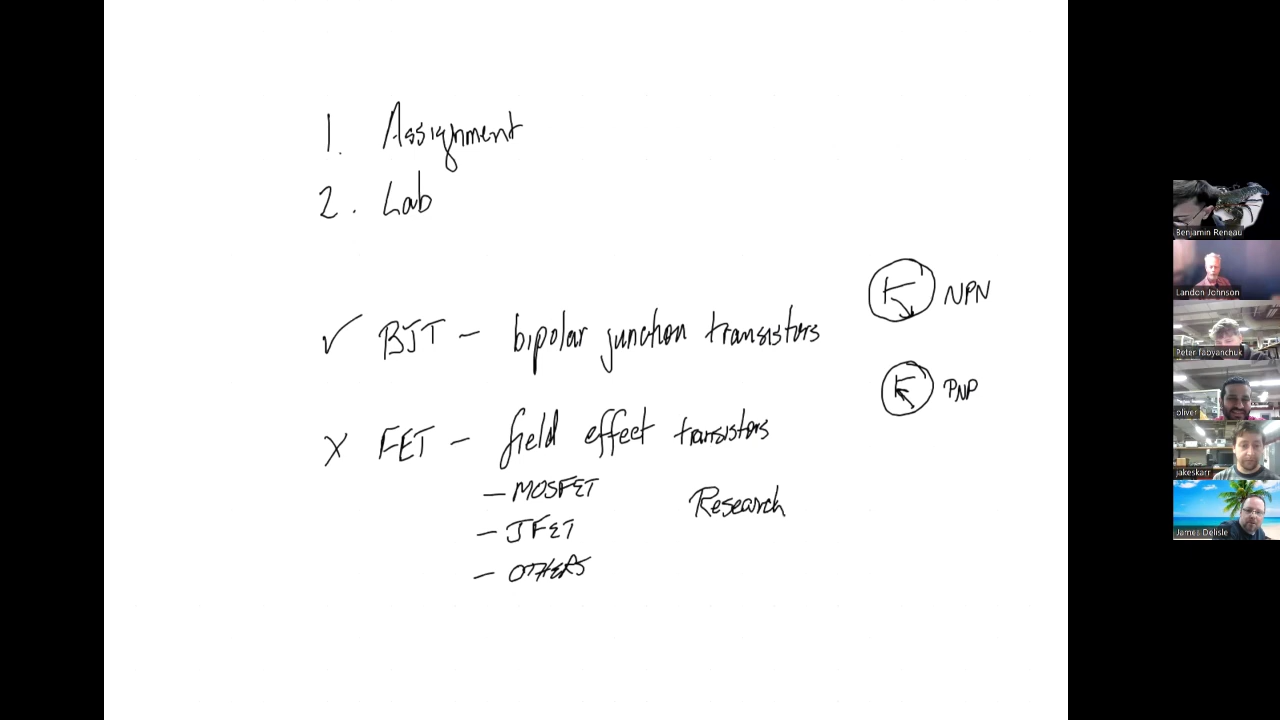 1. Assignment
2. Lab
NPN
✓ BJT - bipolar junction transistors
PNP
X FET - field effect transistors
- MOSFET
Research
- JFET
- OTHERS
Benjamin Reneau
Landon Johnson
Peter fabyanchuk
oliver
jakeskarr
James Delisle